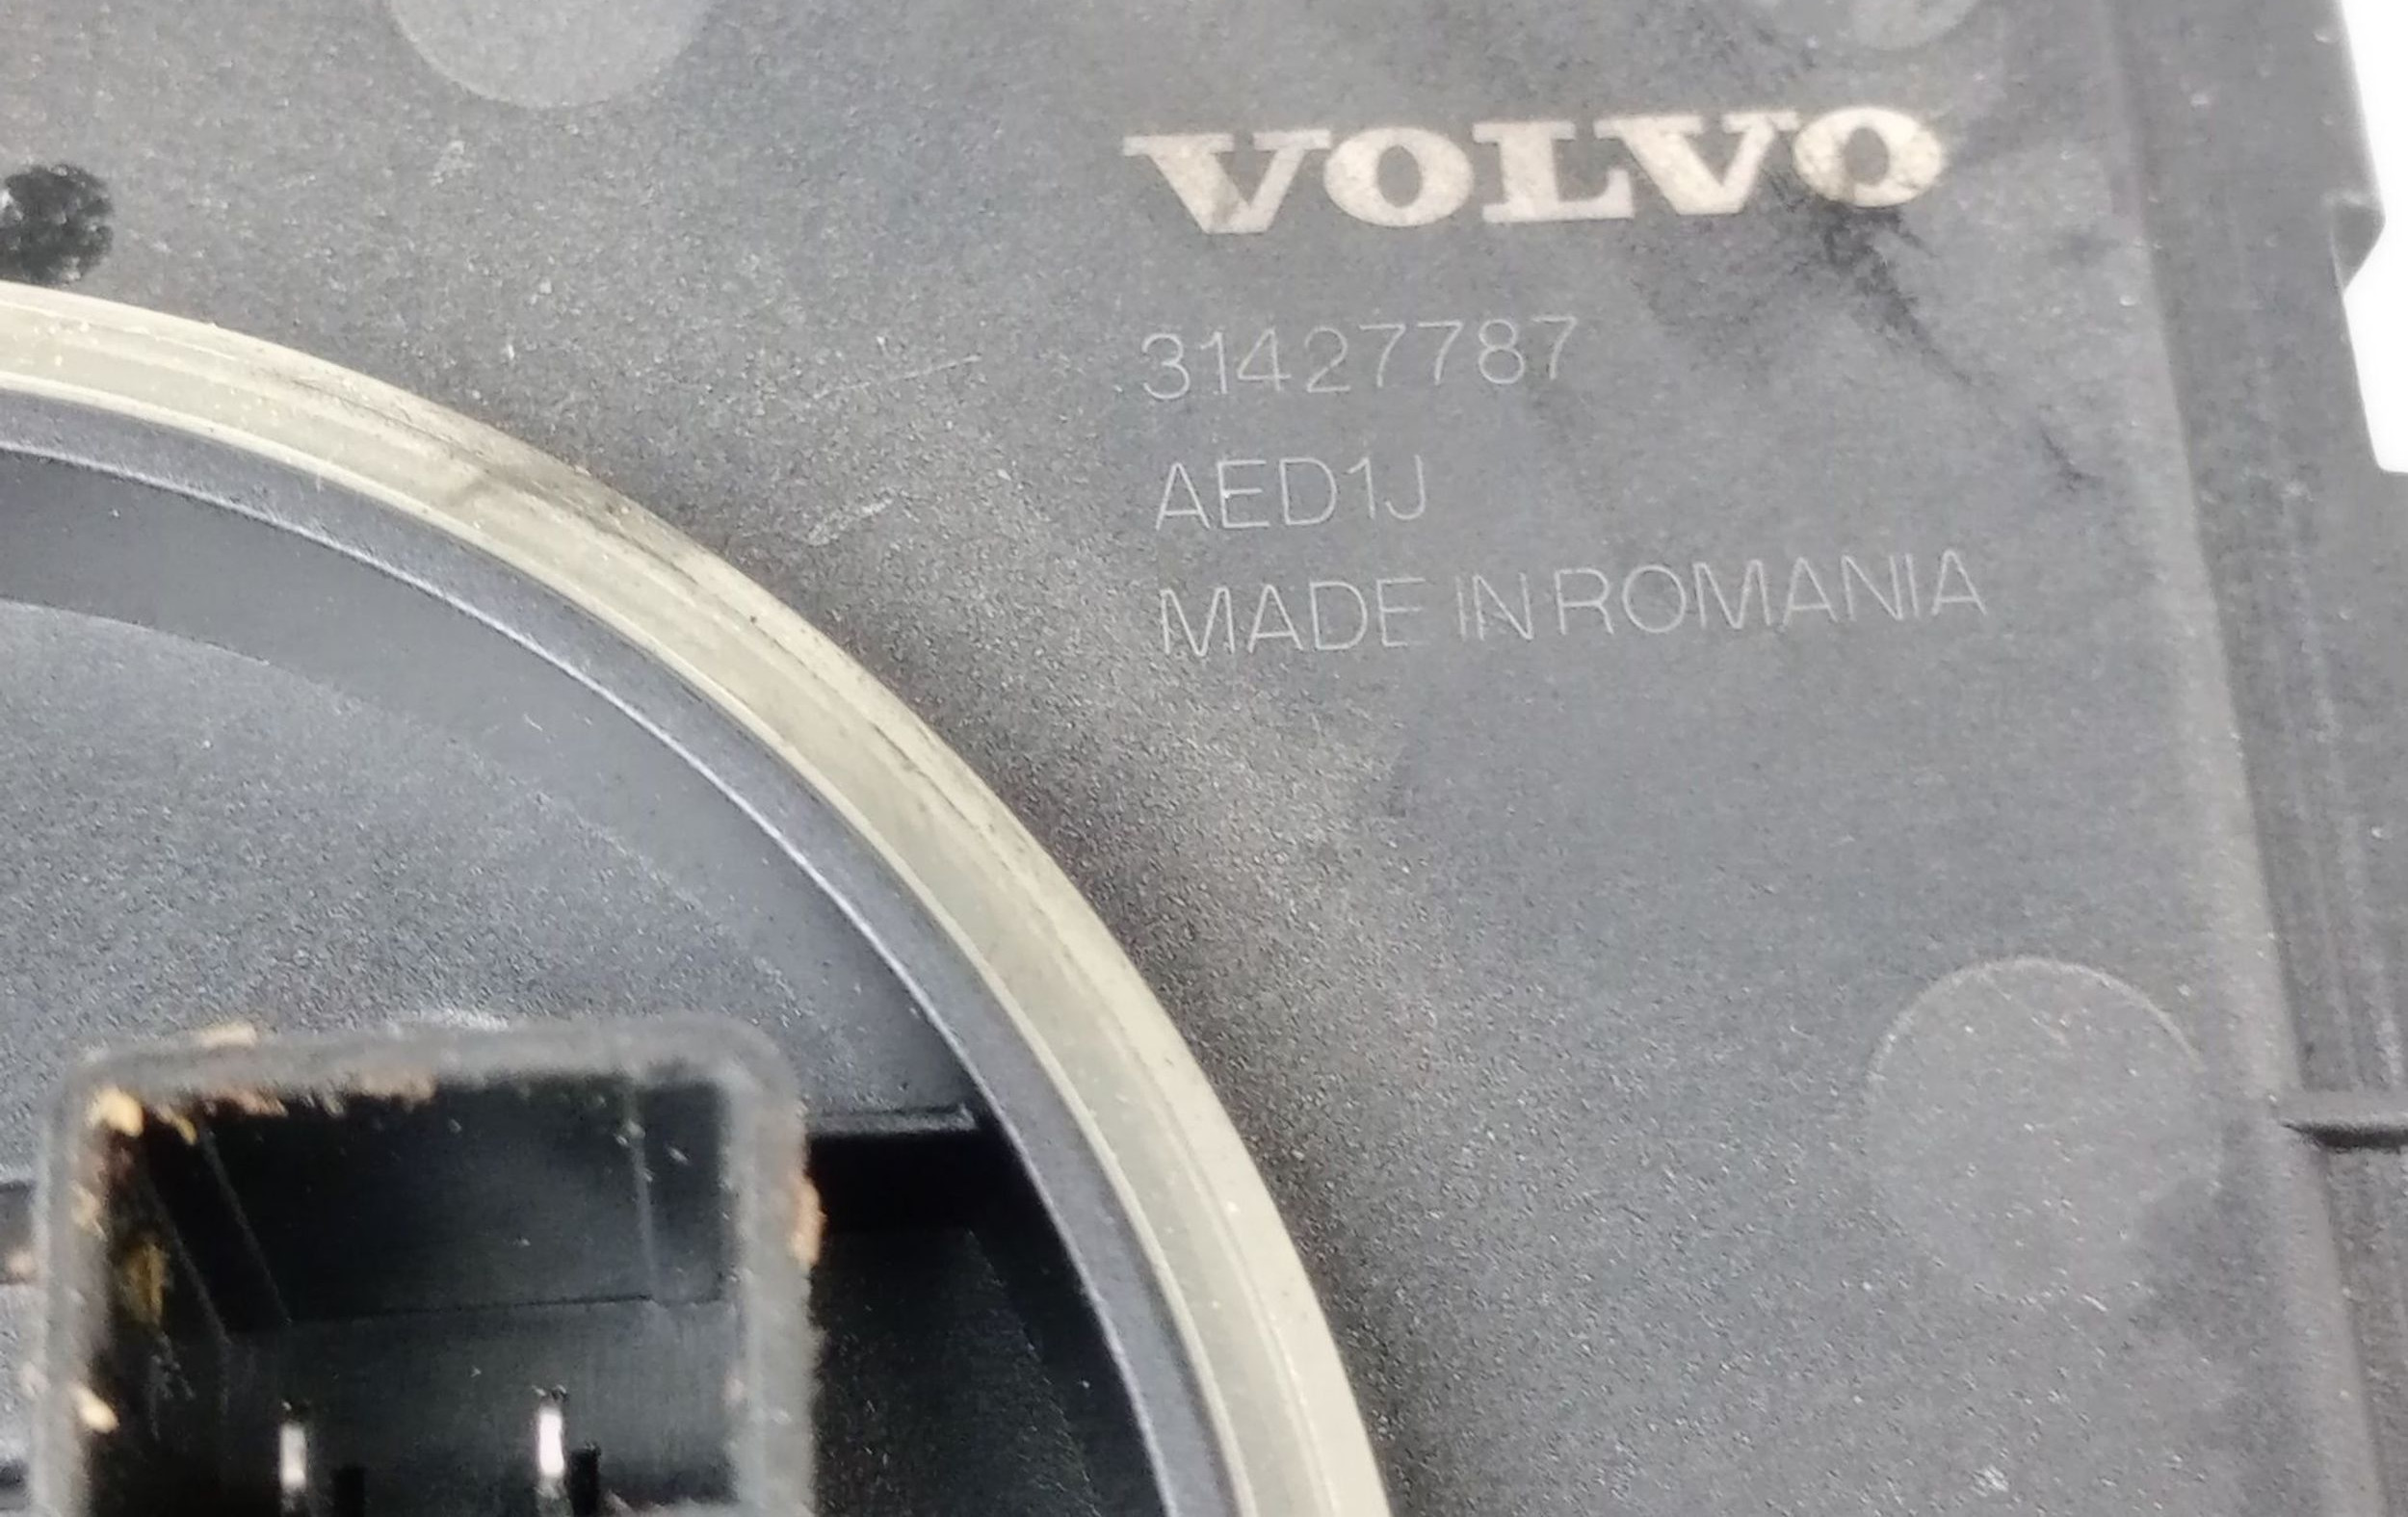 VOLVO
31427787
AED1J
MADE IN ROMANIA